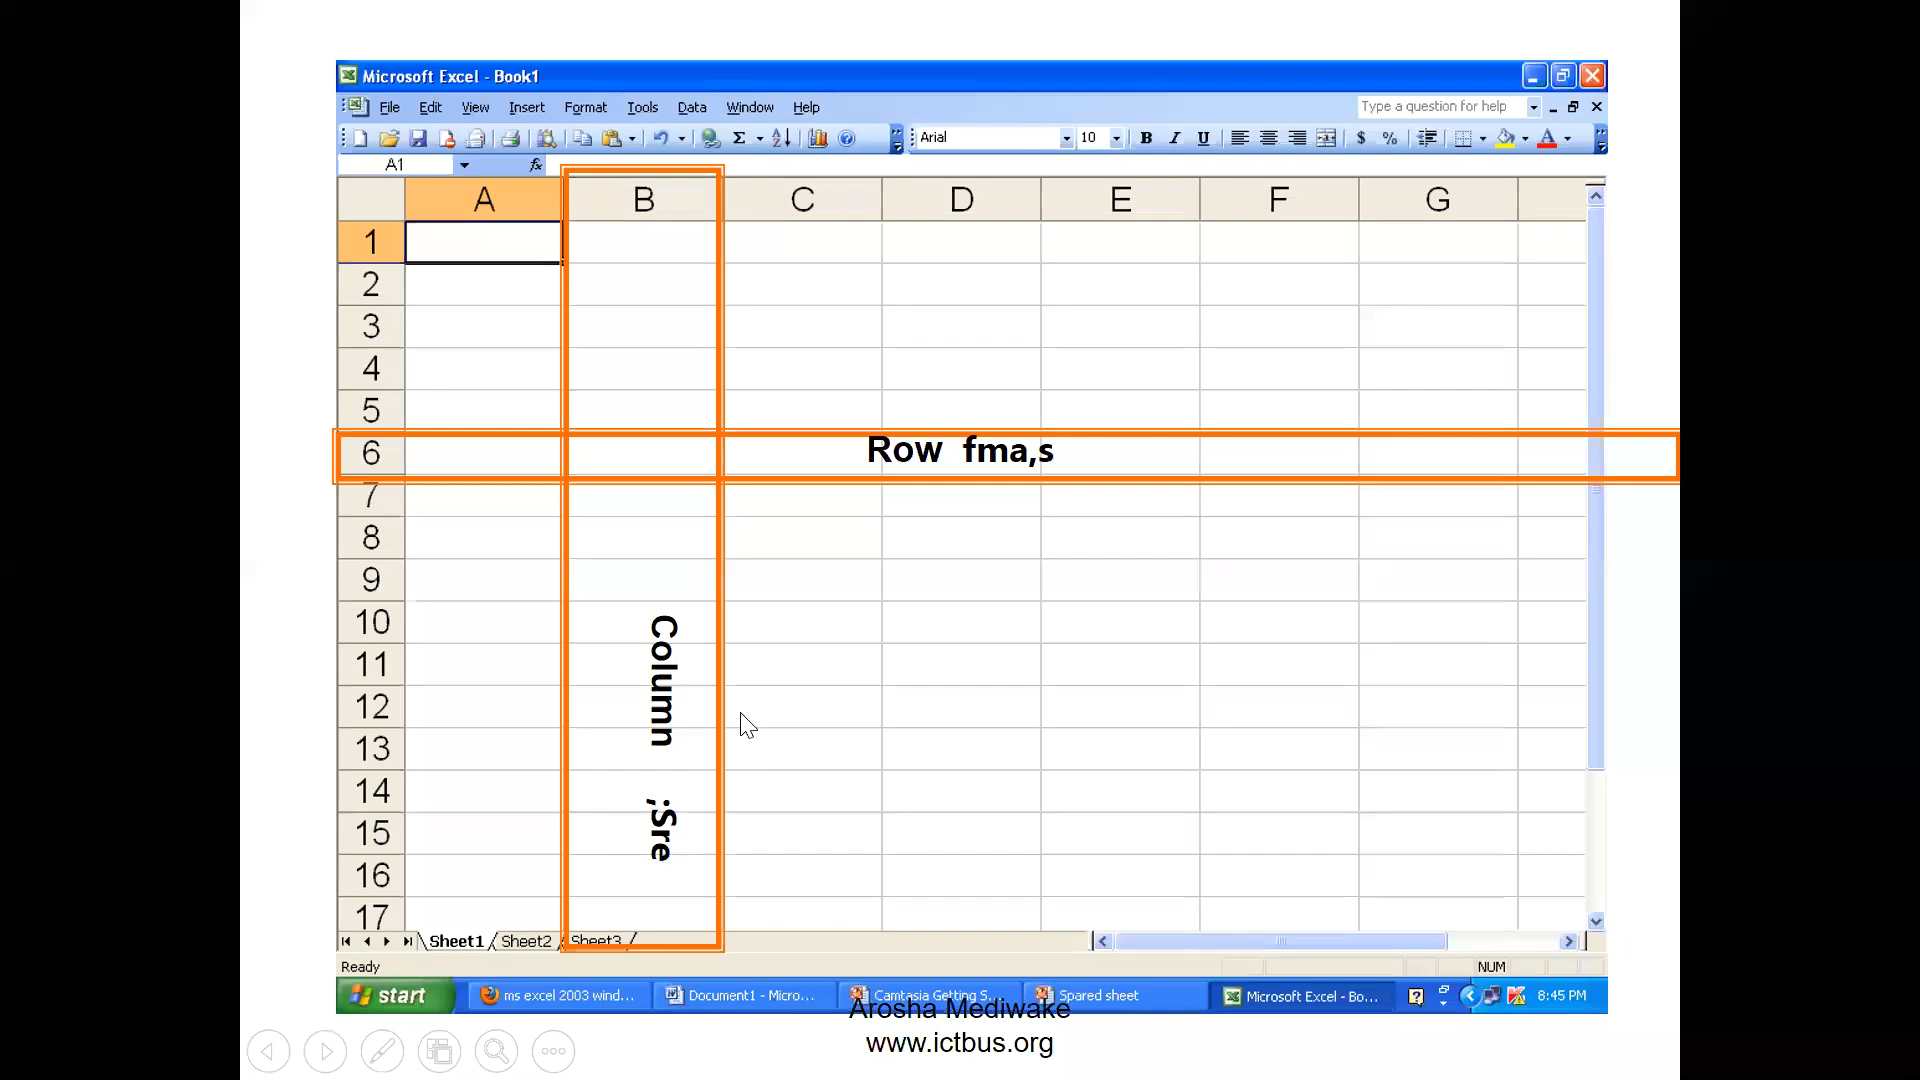 Microsoft Excel - Book1
File Edit View Insert Format Tools Data Window Help
Type a question for help
Arial 10 B I U $ %
A1 fx
A B C D E F G
1
2
3
4
5
6 Row fma,s
7
8
9
10
11
12
13
14
15
16
17
Column ;Sre
Sheet1 Sheet2 Sheet3
Ready NUM
start ms excel 2003 wind... Document1 - Micro... Camtasia Getting S... Spared sheet Microsoft Excel - Bo... 8:45 PM
Arosha Mediwake
www.ictbus.org